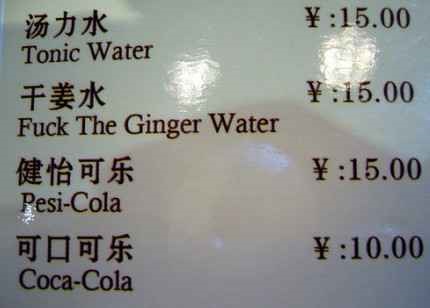 汤力水 ¥:15.00
Tonic Water
干姜水 ¥:15.00
Fuck The Ginger Water
健怡可乐 ¥:15.00
Pesi-Cola
可口可乐 ¥:10.00
Coca-Cola